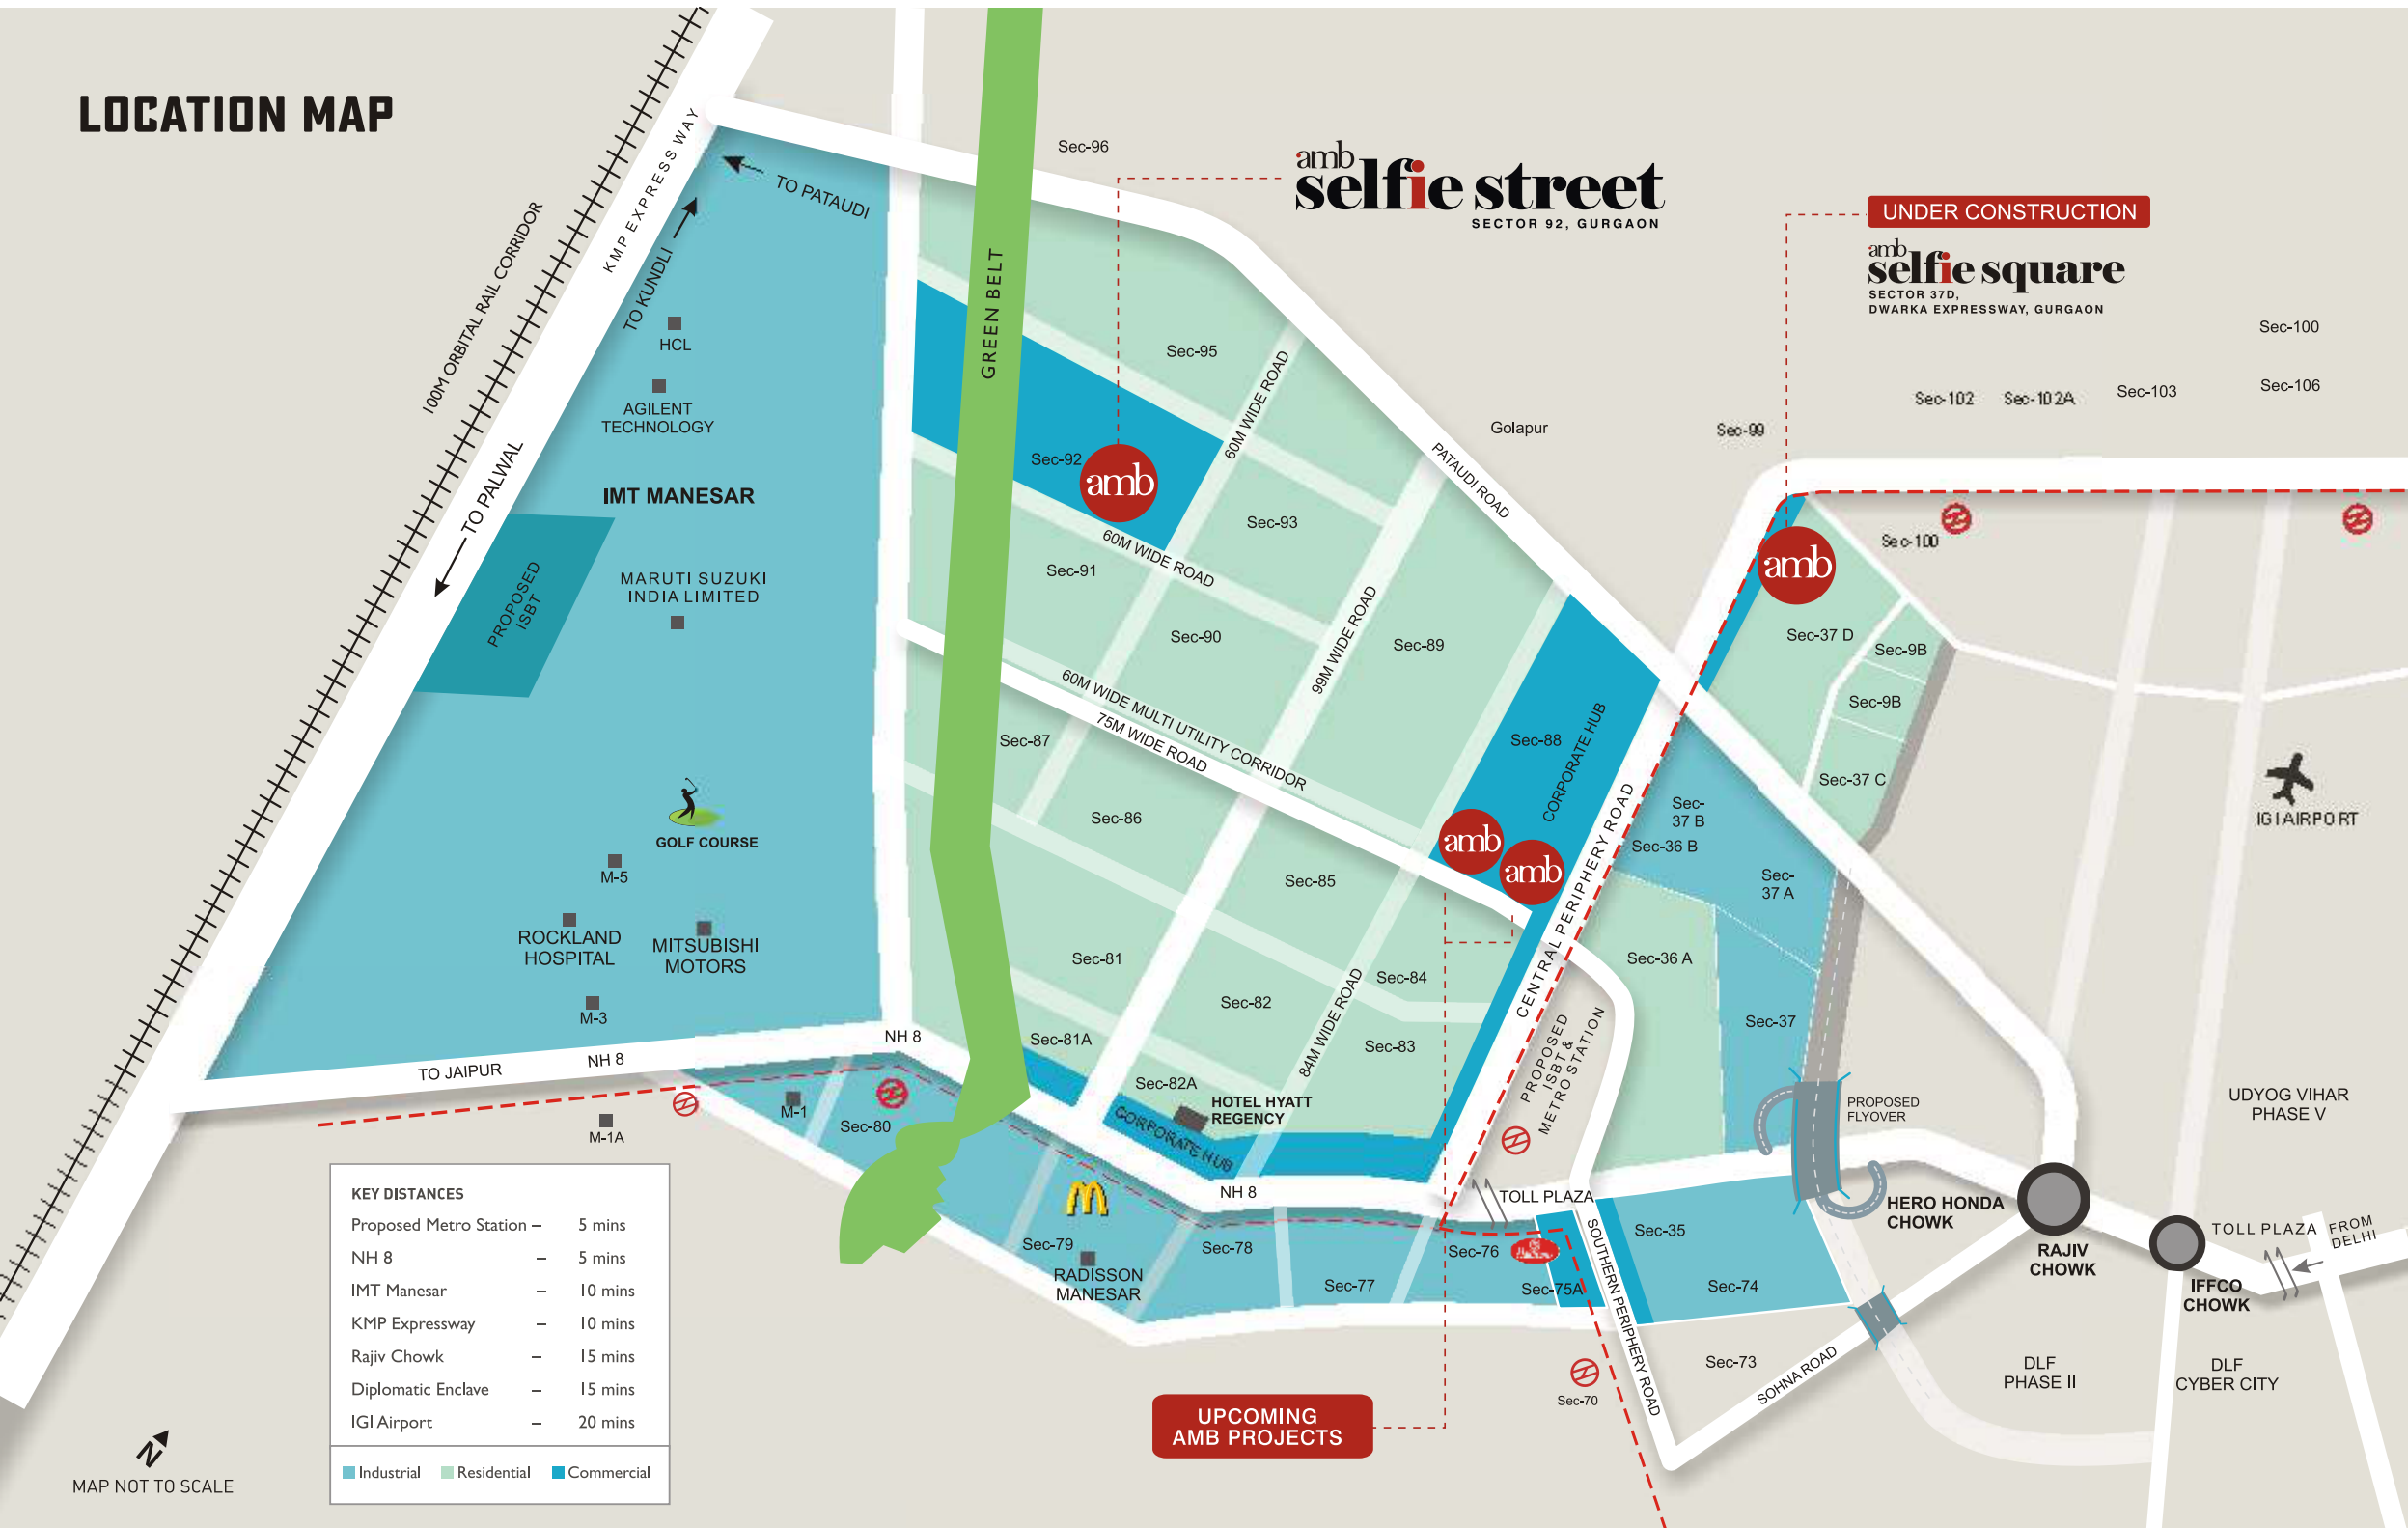 LOCATION MAP
100M ORBITAL RAIL CORRIDOR
KMP EXPRESS WAY
TO PATAUDI
TO KUNDLI
TO PALWAL
HCL
AGILENT
TECHNOLOGY
IMT MANESAR
PROPOSED
ISBT
MARUTI SUZUKI
INDIA LIMITED
GOLF COURSE
M-5
ROCKLAND
HOSPITAL
MITSUBISHI
MOTORS
M-3
TO JAIPUR
NH 8
NH 8
M-1A
M-1
Sec-80
GREEN BELT
Sec-96
amb
selfie street
SECTOR 92, GURGAON
UNDER CONSTRUCTION
amb
selfie square
SECTOR 37D,
DWARKA EXPRESSWAY, GURGAON
Sec-100
Sec-106
Sec-102
Sec-102A
Sec-103
Sec-99
Golapur
Sec-95
60M WIDE ROAD
Sec-92
amb
Sec-93
60M WIDE ROAD
Sec-91
Sec-90
99M WIDE ROAD
Sec-89
PATAUDI ROAD
60M WIDE MULTI UTILITY CORRIDOR
75M WIDE ROAD
Sec-87
Sec-86
Sec-85
Sec-88
CORPORATE HUB
amb
amb
CENTRAL PERIPHERY ROAD
Sec-81
Sec-82
Sec-84
84M WIDE ROAD
Sec-83
Sec-81A
Sec-82A
HOTEL HYATT
REGENCY
CORPORATE HUB
NH 8
PROPOSED
ISBT &
METRO STATION
amb
Sec-100
Sec-37 D
Sec-9B
Sec-9B
Sec-37 C
Sec-
37 B
Sec-36 B
Sec-
37 A
Sec-36 A
Sec-37
IGI AIRPORT
UDYOG VIHAR
PHASE V
PROPOSED
FLYOVER
HERO HONDA
CHOWK
RAJIV
CHOWK
IFFCO
CHOWK
TOLL PLAZA
FROM
DELHI
TOLL PLAZA
Sec-79
RADISSON
MANESAR
Sec-78
Sec-77
Sec-76
Sec-75A
Sec-35
Sec-74
Sec-73
Sec-70
SOUTHERN PERIPHERY ROAD
SOHNA ROAD
DLF
PHASE II
DLF
CYBER CITY
UPCOMING
AMB PROJECTS
KEY DISTANCES
Proposed Metro Station – 5 mins
NH 8 – 5 mins
IMT Manesar – 10 mins
KMP Expressway – 10 mins
Rajiv Chowk – 15 mins
Diplomatic Enclave – 15 mins
IGI Airport – 20 mins
Industrial Residential Commercial
N
MAP NOT TO SCALE